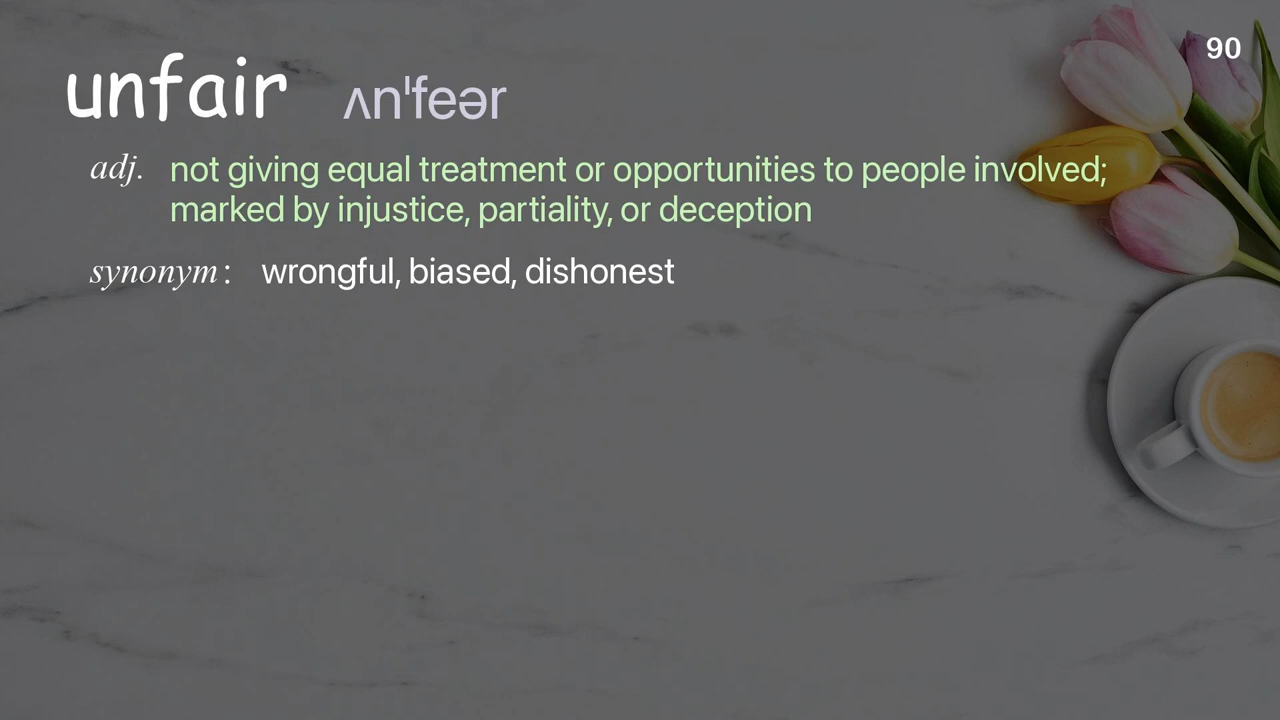 90
unfair ʌnˈfeər
adj. not giving equal treatment or opportunities to people involved;
marked by injustice, partiality, or deception
synonym : wrongful, biased, dishonest